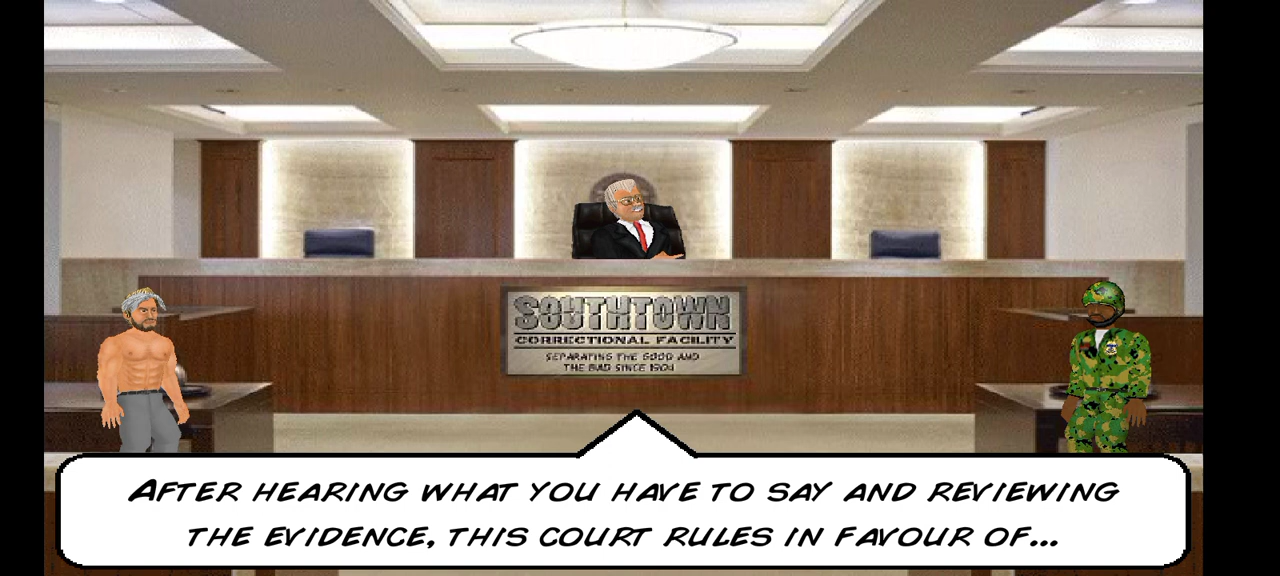 SOUTHTOWN
CORRECTIONAL FACILITY
SEPARATING THE GOOD AND
THE BAD SINCE 1904
AFTER HEARING WHAT YOU HAVE TO SAY AND REVIEWING
THE EVIDENCE, THIS COURT RULES IN FAVOUR OF...